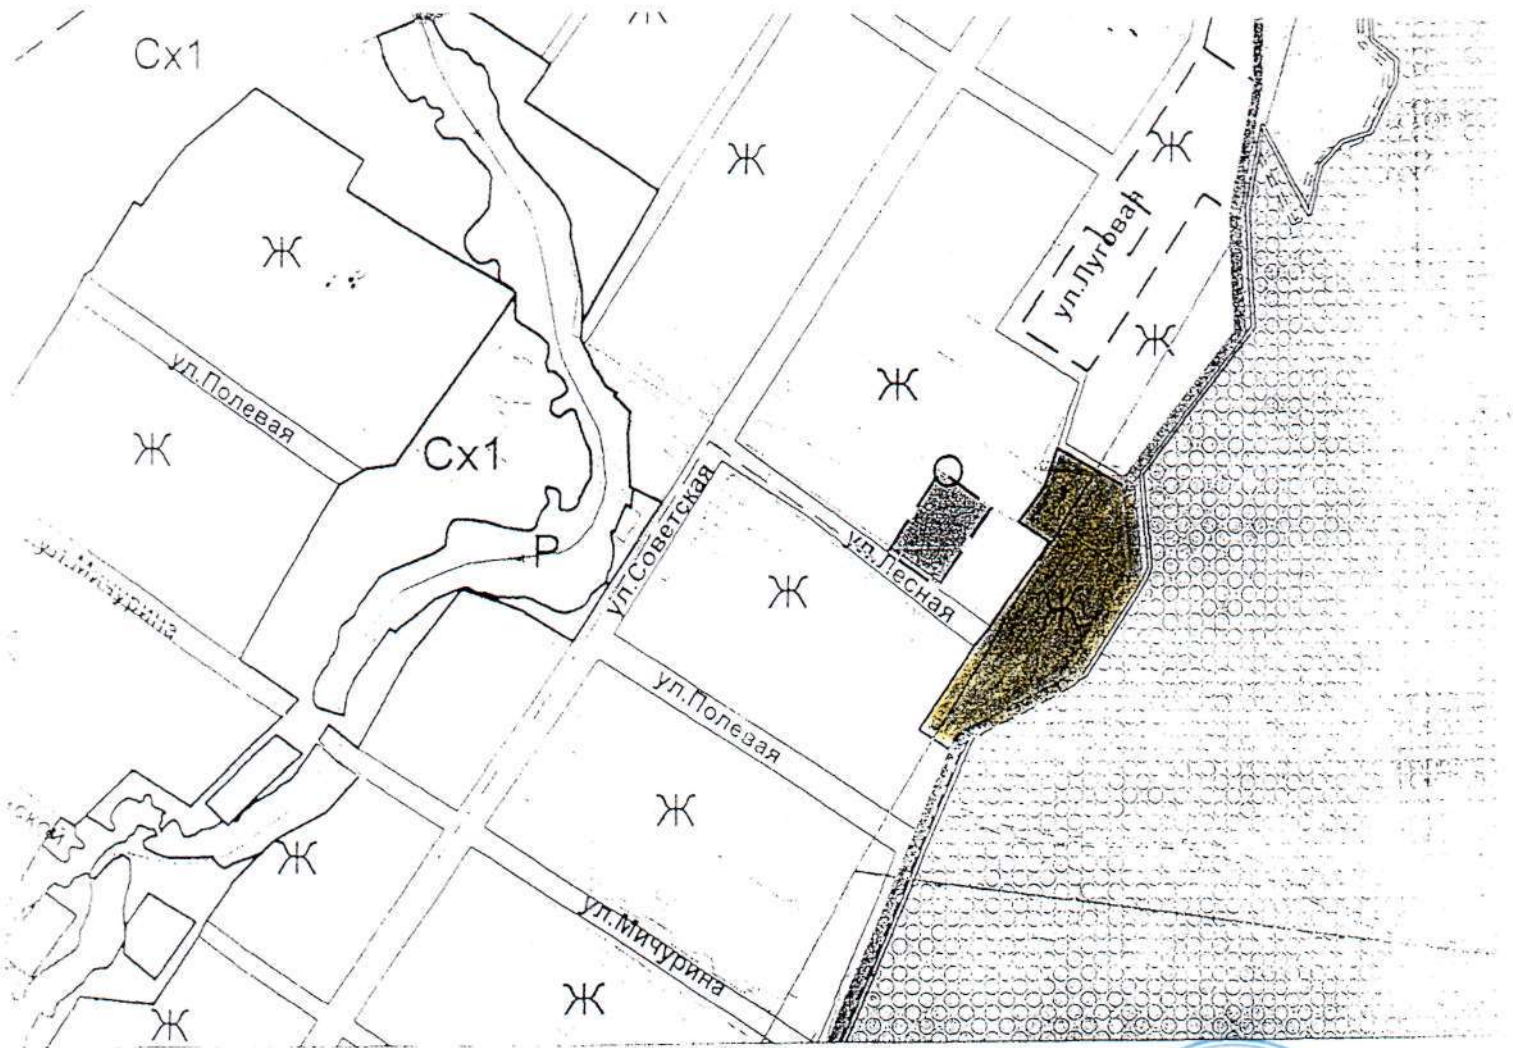 Сх1
Ж
Ж
Ж
ул.Луговая
Ж
Ж
ул.Полевая
Ж
Ж
Сх1
ул.Советская
Р
ул.Лесная
Ж
Ж
ул.Мичурина
ул.Полевая
Ж
Ж
ул.Мичурина
Ж
Ж